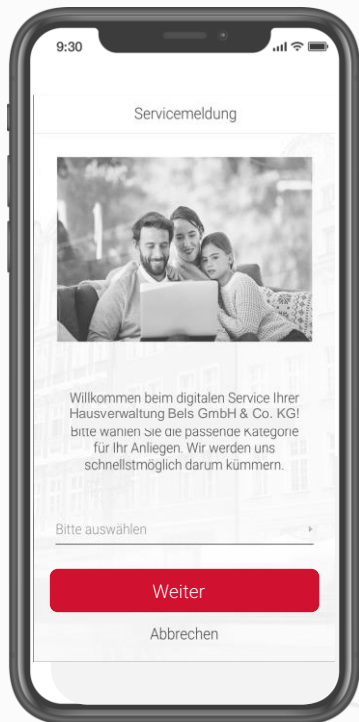 9:30
Servicemeldung
Willkommen beim digitalen Service Ihrer
Hausverwaltung Bels GmbH & Co. KG!
Bitte wählen Sie die passende Kategorie
für Ihr Anliegen. Wir werden uns
schnellstmöglich darum kümmern.
Bitte auswählen
Weiter
Abbrechen